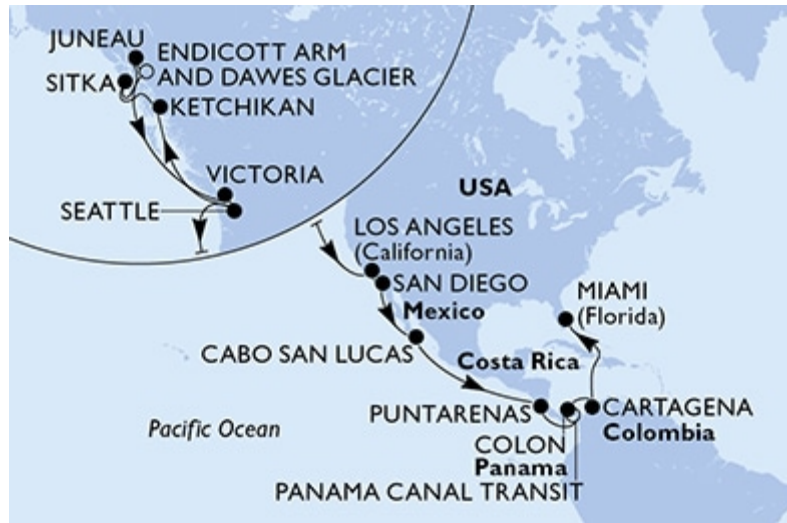 JUNEAU
ENDICOTT ARM
AND DAWES GLACIER
SITKA
KETCHIKAN
VICTORIA
SEATTLE
USA
LOS ANGELES
(California)
SAN DIEGO
Mexico
MIAMI
(Florida)
CABO SAN LUCAS
Costa Rica
PUNTARENAS
CARTAGENA
Colombia
Pacific Ocean
COLON
Panama
PANAMA CANAL TRANSIT